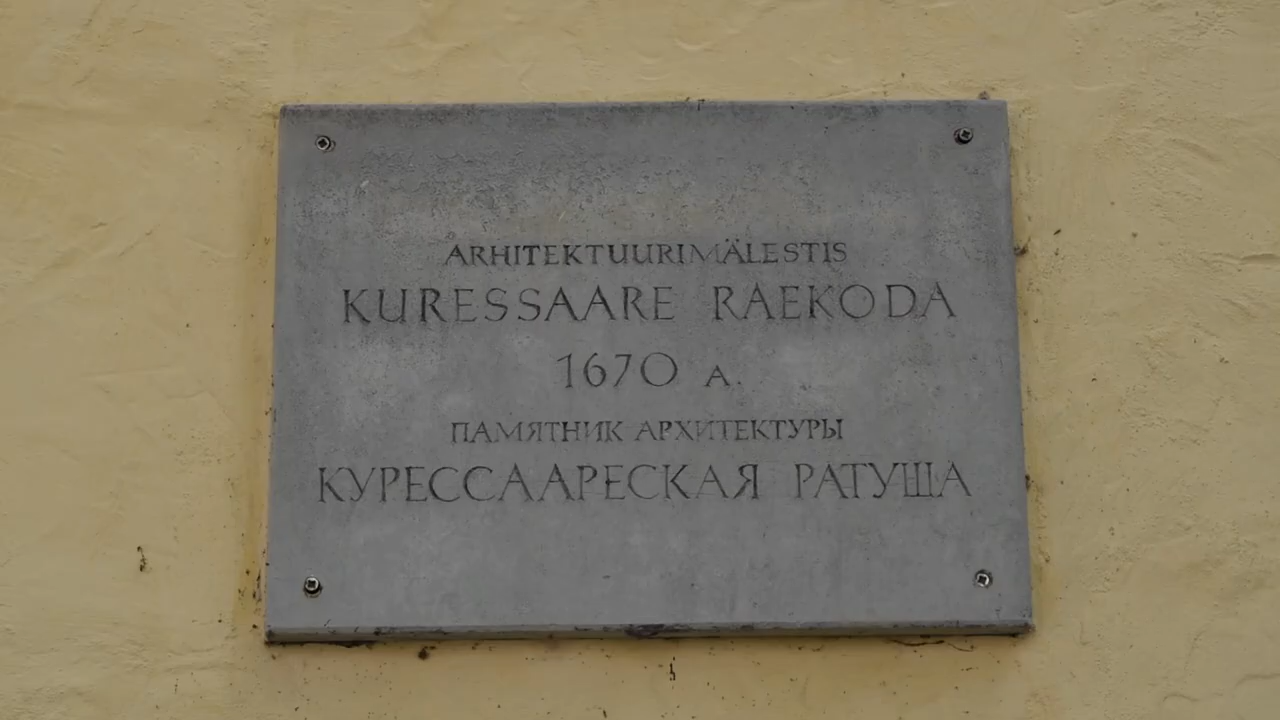 ARHITEKTUURIMÄLESTIS
KURESSAARE RAEKODA
1670 A.
ПАМЯТНИК АРХИТЕКТУРЫ
КУРЕССААРЕСКАЯ РАТУША